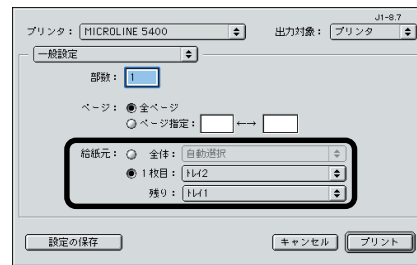 J1-8.7
プリンタ： MICROLINE 5400 出力対象： プリンタ
一般設定
部数： 1
ページ： 全ページ
ページ指定： ←→
給紙元： 全体： 自動選択
1枚目： トレイ2
残り： トレイ1
設定の保存 キャンセル プリント